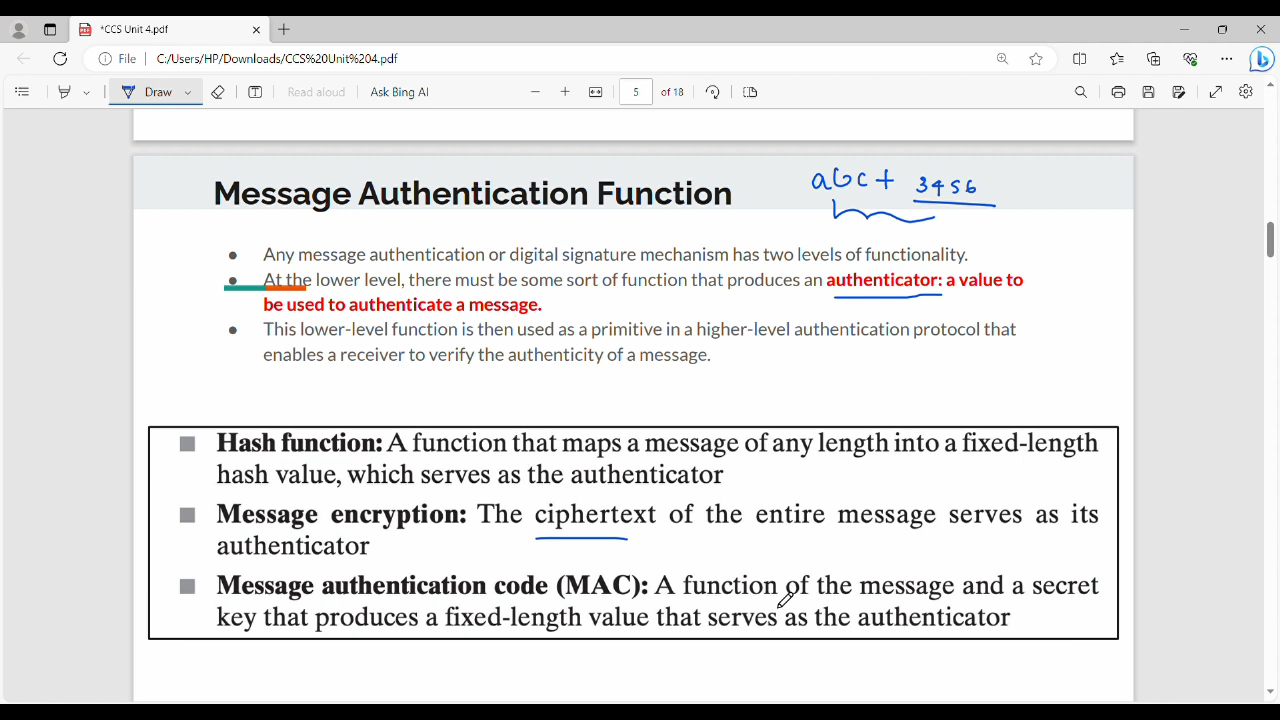 *CCS Unit 4.pdf
File C:/Users/HP/Downloads/CCS%20Unit%204.pdf
Draw Read aloud Ask Bing AI 5 of 18
abc + 3456
Message Authentication Function
● Any message authentication or digital signature mechanism has two levels of functionality.
● At the lower level, there must be some sort of function that produces an authenticator: a value to
be used to authenticate a message.
● This lower-level function is then used as a primitive in a higher-level authentication protocol that
enables a receiver to verify the authenticity of a message.
■ Hash function: A function that maps a message of any length into a fixed-length
hash value, which serves as the authenticator
■ Message encryption: The ciphertext of the entire message serves as its
authenticator
■ Message authentication code (MAC): A function of the message and a secret
key that produces a fixed-length value that serves as the authenticator